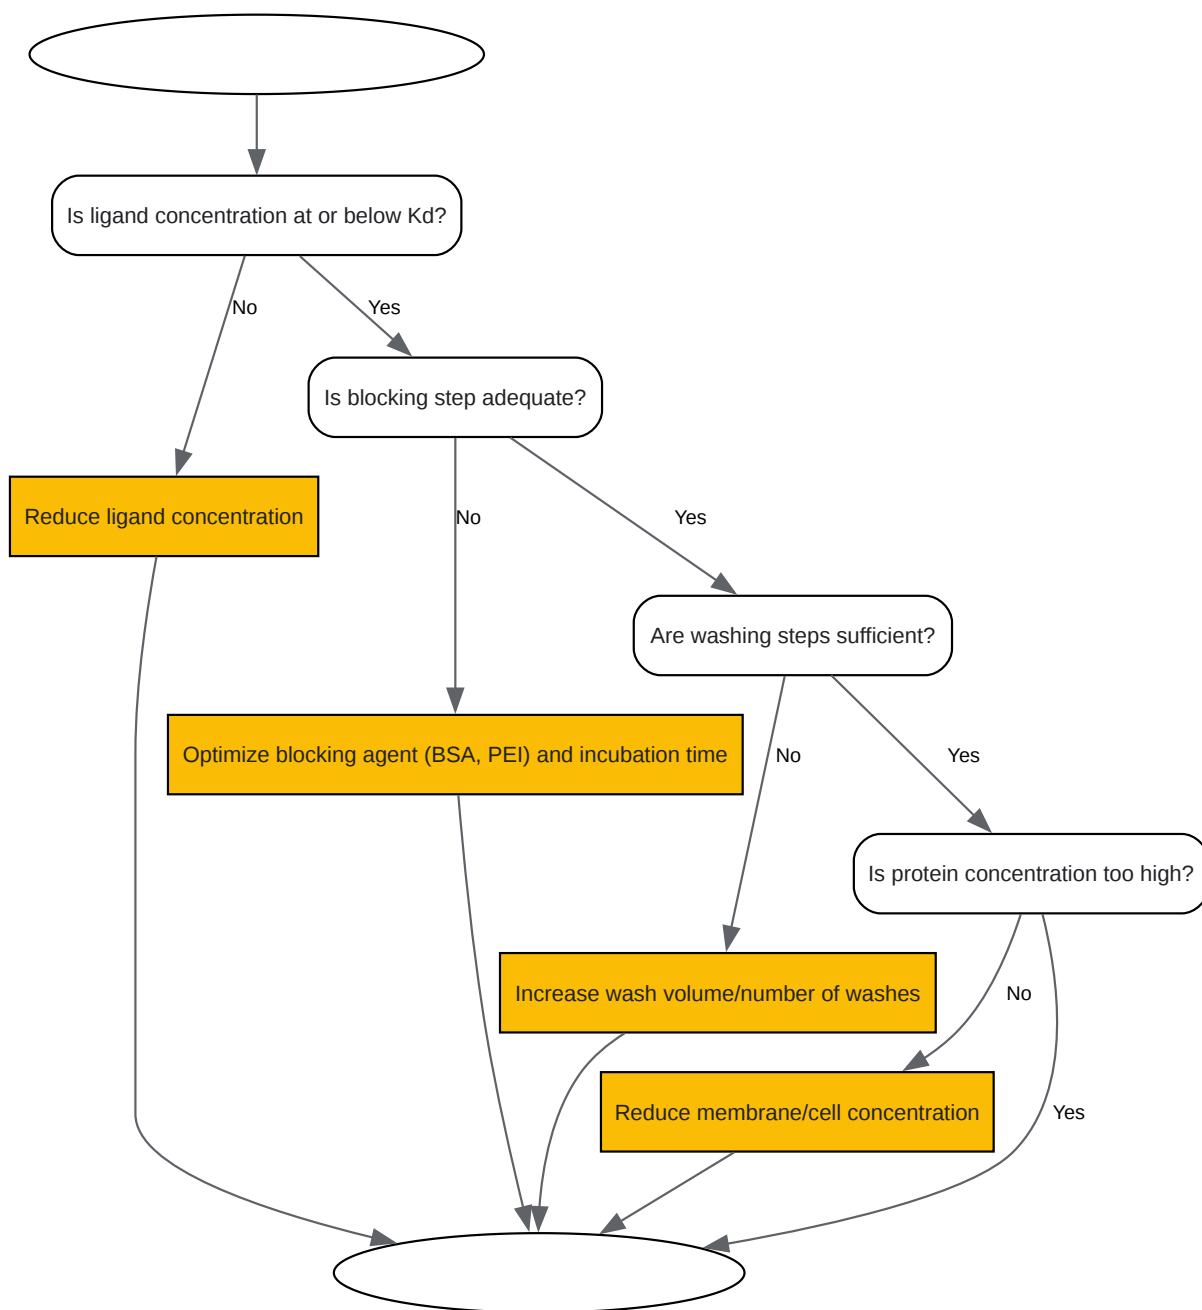 Is ligand concentration at or below Kd?
No
Yes
Is blocking step adequate?
Reduce ligand concentration
No
Yes
Are washing steps sufficient?
Optimize blocking agent (BSA, PEI) and incubation time
No
Yes
Is protein concentration too high?
Increase wash volume/number of washes
No
Reduce membrane/cell concentration
Yes